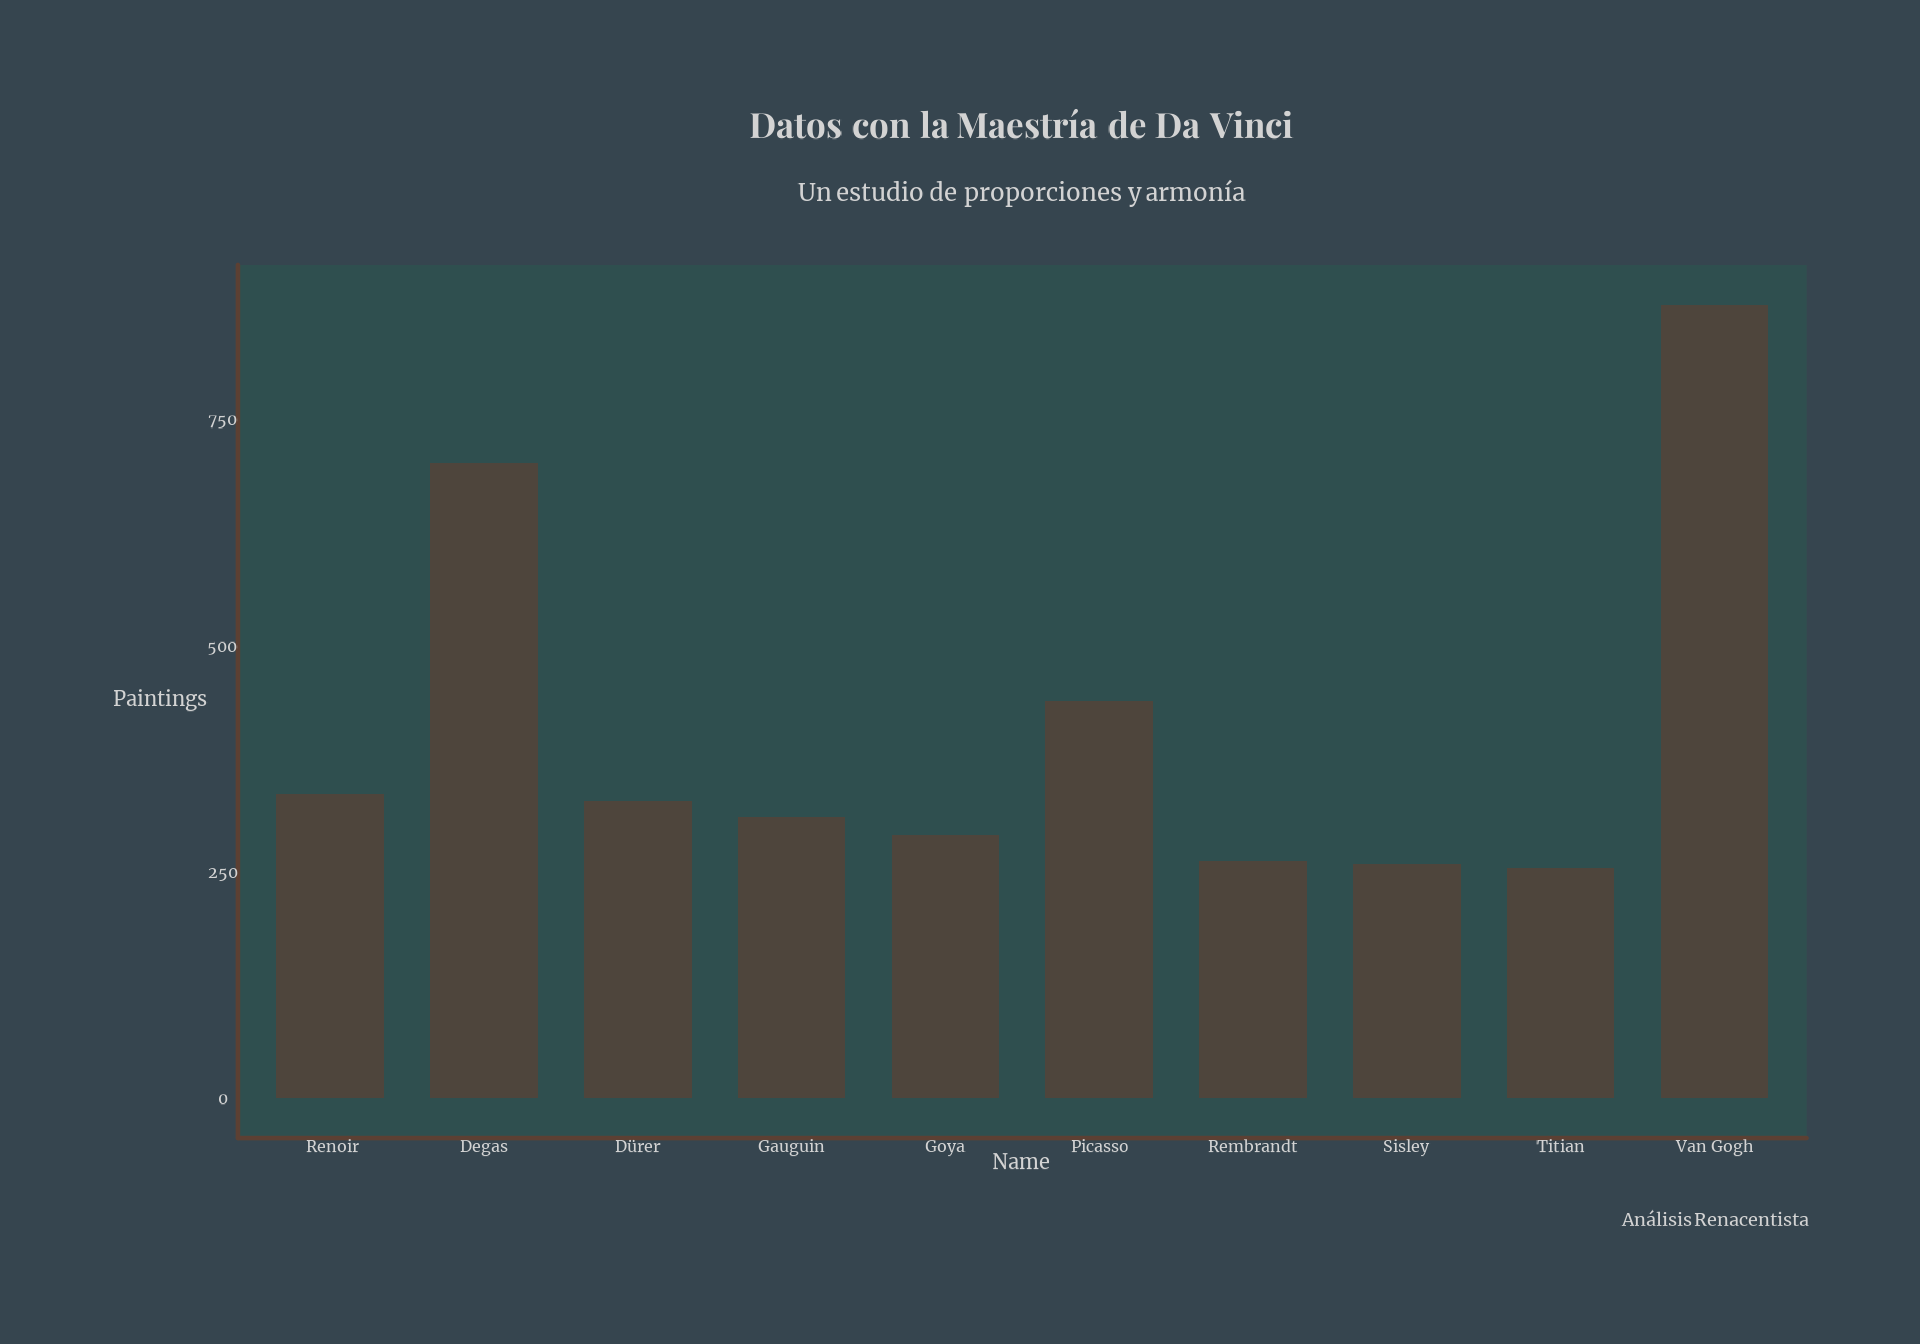 Datos con la Maestría de Da Vinci
Un estudio de proporciones y armonía
750
500
Paintings
250
0
Renoir Degas Dürer Gauguin Goya Picasso Rembrandt Sisley Titian Van Gogh
Name
Análisis Renacentista